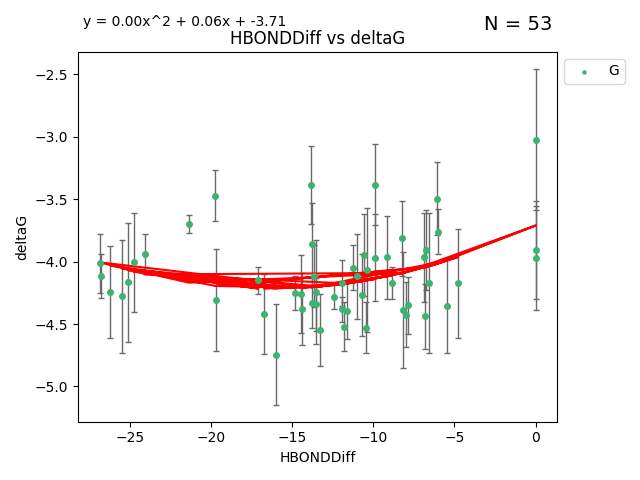 y = 0.00x^2 + 0.06x + -3.71
N = 53
HBONDDiff vs deltaG
G
deltaG
−2.5
−3.0
−3.5
−4.0
−4.5
−5.0
−25 −20 −15 −10 −5 0
HBONDDiff